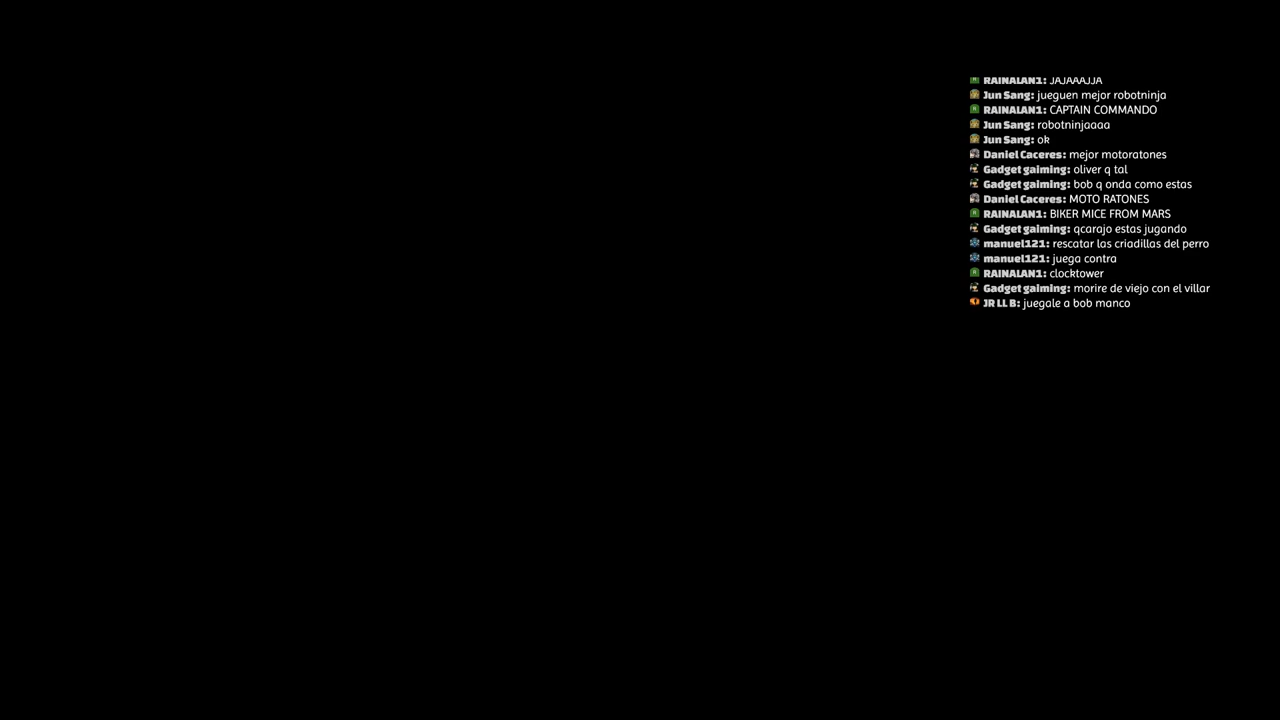 RAINALAN1: JAJAAAJJA
Jun Sang: jueguen mejor robotninja
RAINALAN1: CAPTAIN COMMANDO
Jun Sang: robotninjaaaa
Jun Sang: ok
Daniel Caceres: mejor motoratones
Gadget gaiming: oliver q tal
Gadget gaiming: bob q onda como estas
Daniel Caceres: MOTO RATONES
RAINALAN1: BIKER MICE FROM MARS
Gadget gaiming: qcarajo estas jugando
manuel121: rescatar las criadillas del perro
manuel121: juega contra
RAINALAN1: clocktower
Gadget gaiming: morire de viejo con el villar
JR LL B: juegale a bob manco